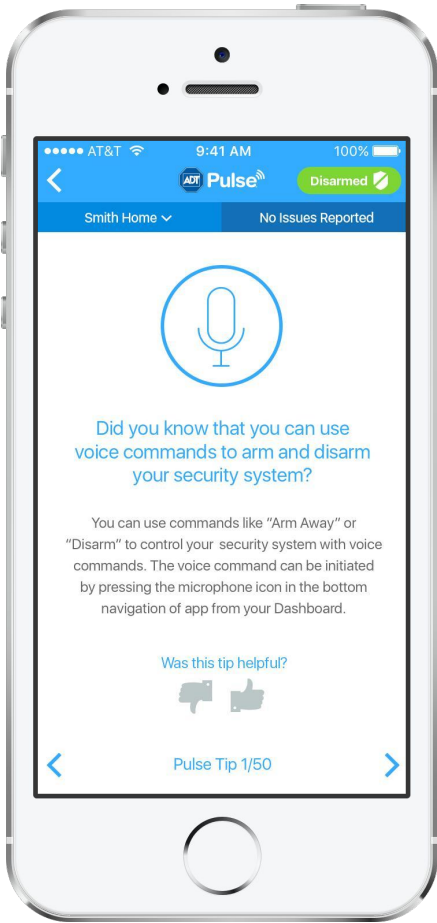 AT&T 9:41 AM 100%
ADT Pulse Disarmed
Smith Home No Issues Reported
Did you know that you can use
voice commands to arm and disarm
your security system?
You can use commands like “Arm Away” or
“Disarm” to control your security system with voice
commands. The voice command can be initiated
by pressing the microphone icon in the bottom
navigation of app from your Dashboard.
Was this tip helpful?
Pulse Tip 1/50